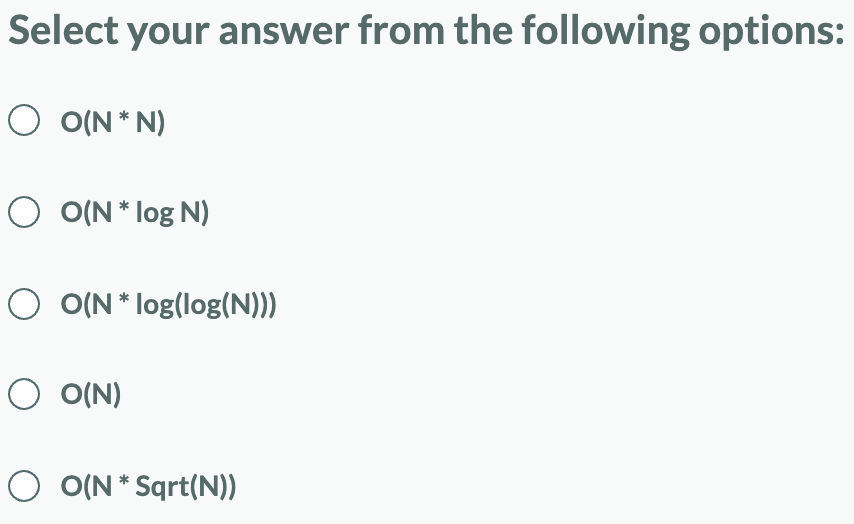 Select your answer from the following options:
O(N * N)
O(N * log N)
O(N * log(log(N)))
O(N)
O(N * Sqrt(N))